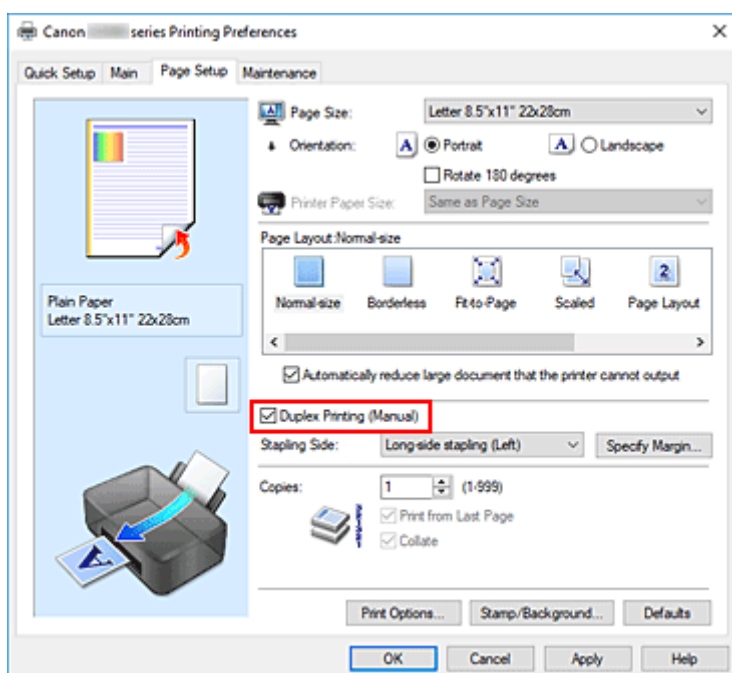 Canon series Printing Preferences
Quick Setup Main Page Setup Maintenance
Page Size: Letter 8.5"x11" 22x28cm
Orientation: A Portrait A Landscape
Rotate 180 degrees
Printer Paper Size: Same as Page Size
Page Layout:Normal-size
2
Normal-size Borderless Fit-to-Page Scaled Page Layout
Plain Paper
Letter 8.5"x11" 22x28cm
Automatically reduce large document that the printer cannot output
Duplex Printing (Manual)
Stapling Side: Long-side stapling (Left) Specify Margin...
Copies: 1 (1-999)
Print from Last Page
Collate
A
Print Options... Stamp/Background... Defaults
OK Cancel Apply Help